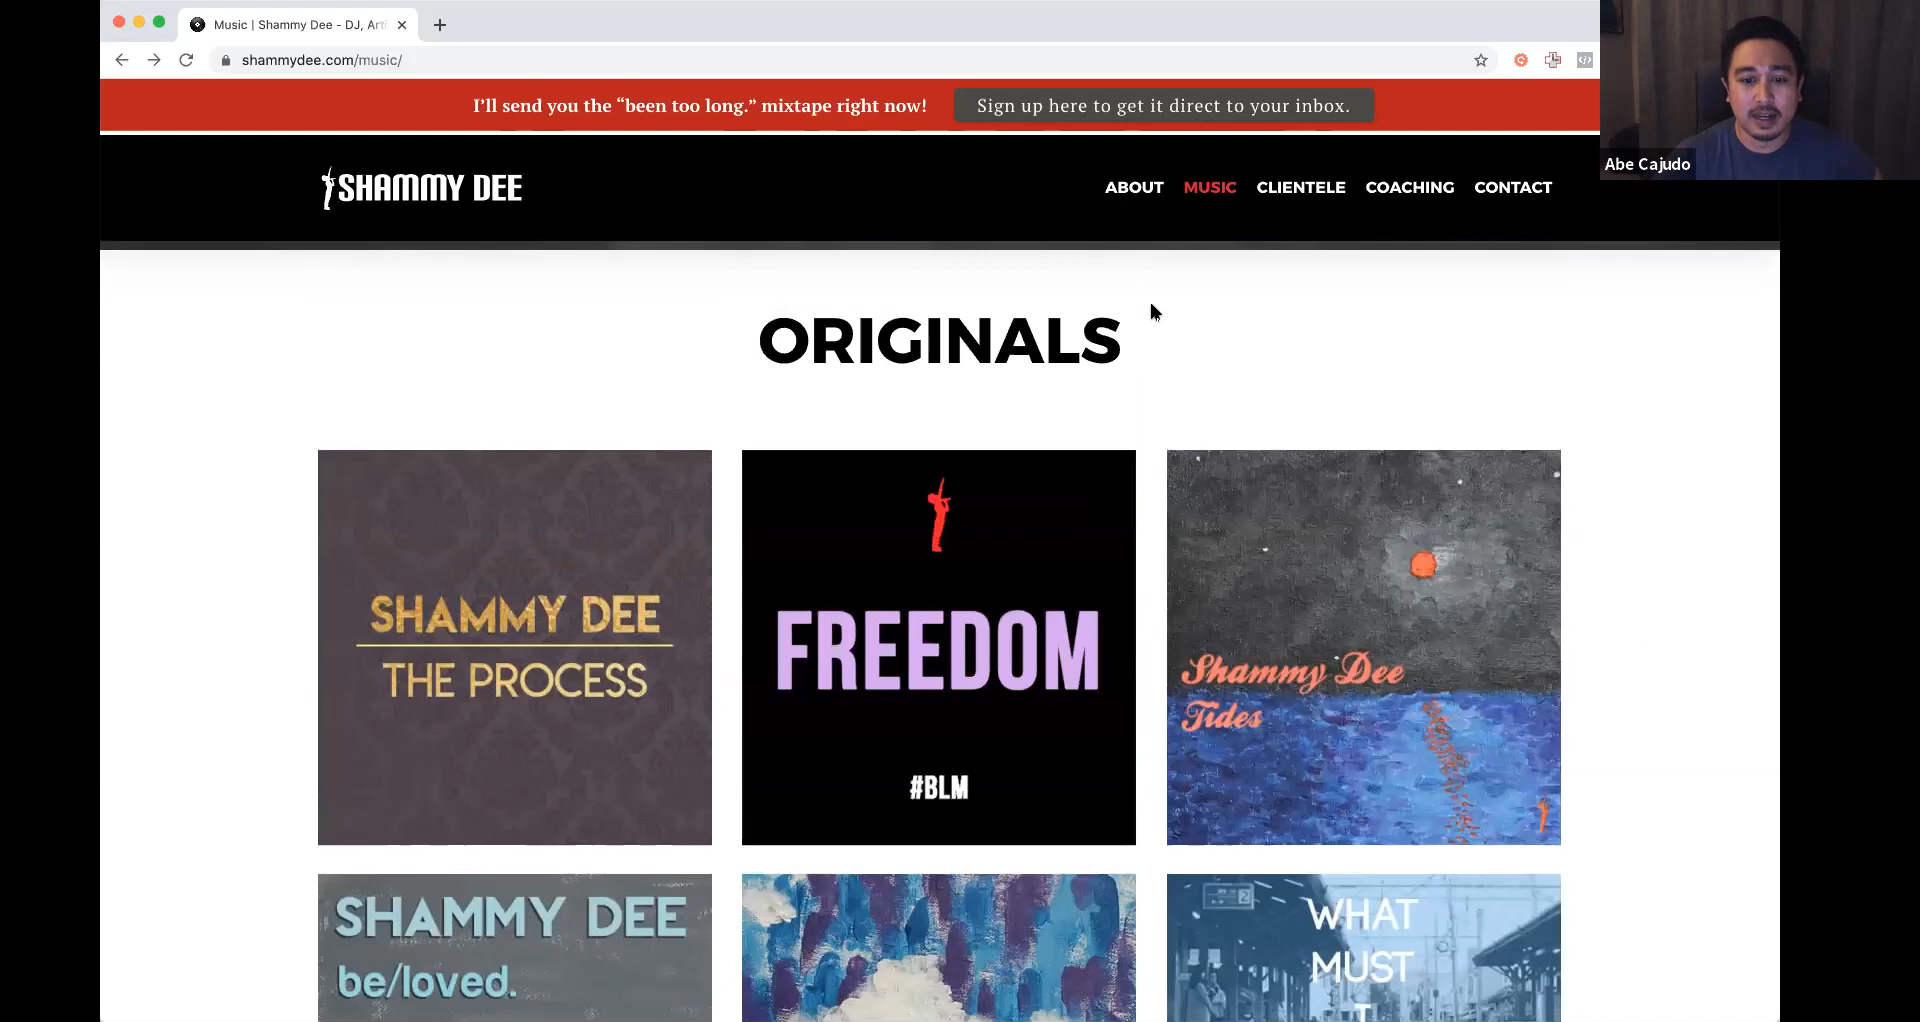 Music | Shammy Dee - DJ, Arti
shammydee.com/music/
I'll send you the “been too long.” mixtape right now!
Sign up here to get it direct to your inbox.
Abe Cajudo
SHAMMY DEE
ABOUT MUSIC CLIENTELE COACHING CONTACT
ORIGINALS
SHAMMY DEE
THE PROCESS
FREEDOM
#BLM
Shammy Dee
Tides
SHAMMY DEE
be/loved.
WHAT
MUST
I